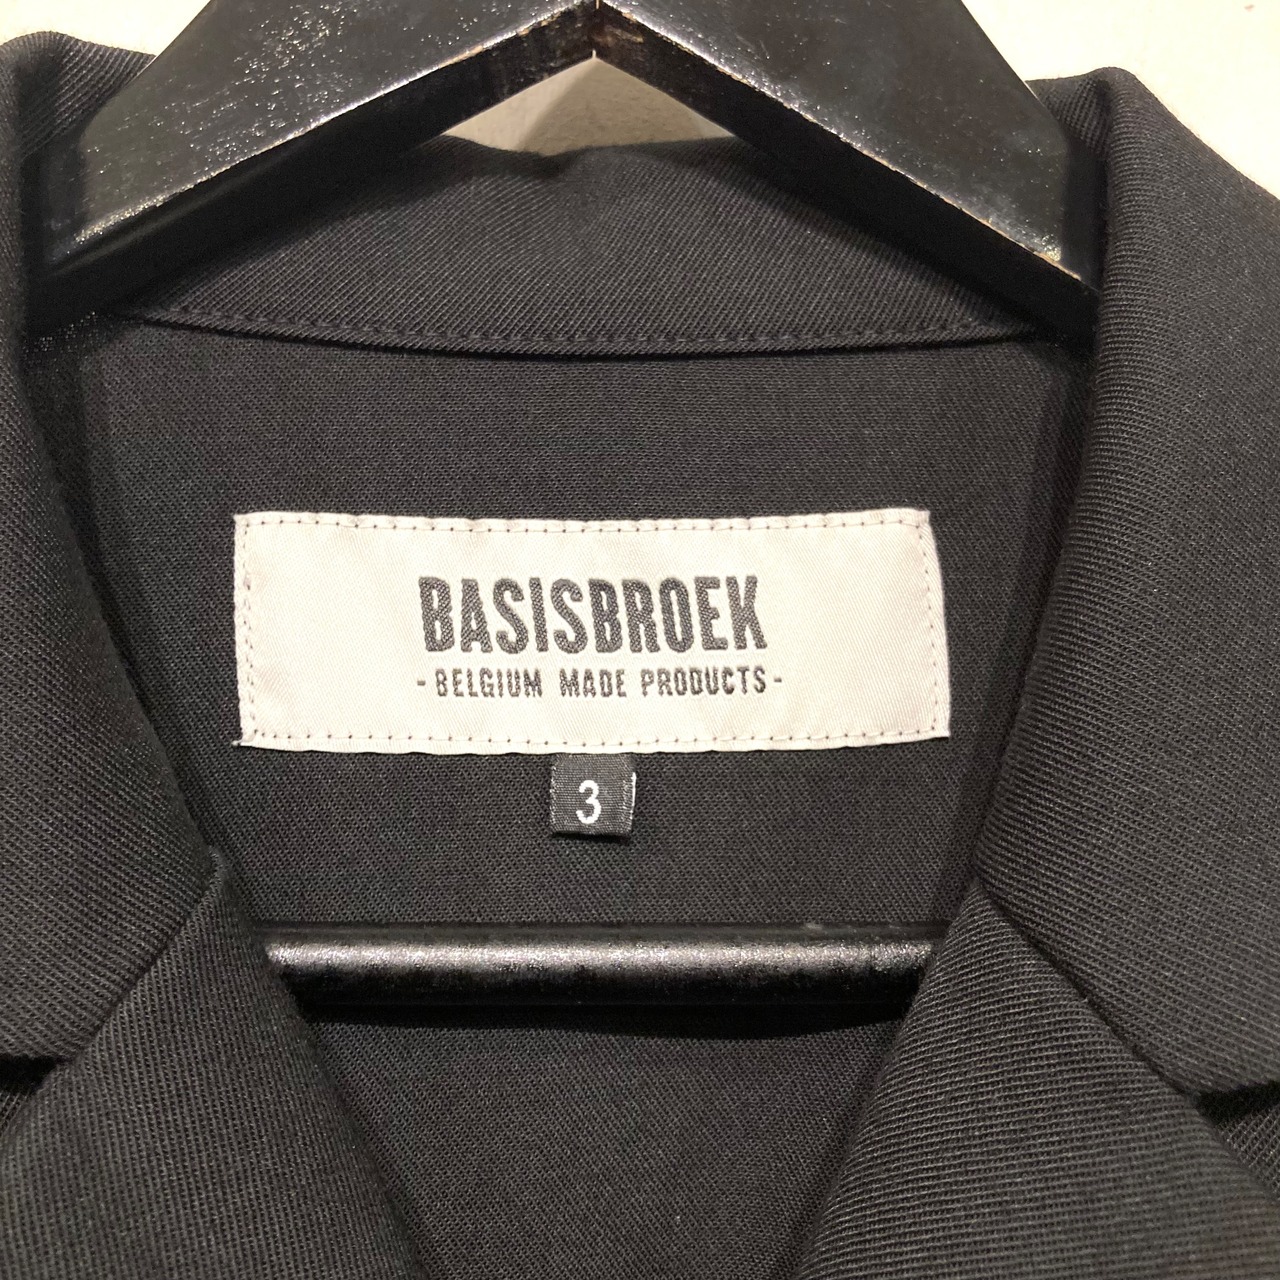 BASISBROEK
- BELGIUM MADE PRODUCTS -
3